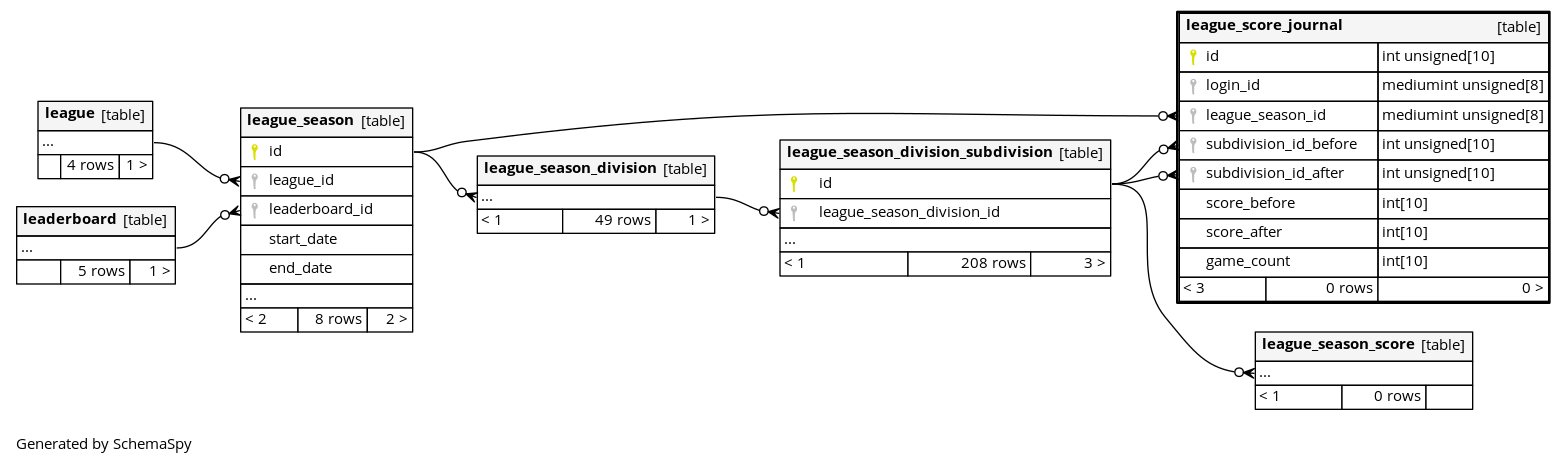 league [table]
...
4 rows 1 >
leaderboard [table]
...
5 rows 1 >
league_season [table]
id
league_id
leaderboard_id
start_date
end_date
...
< 2 8 rows 2 >
league_season_division [table]
...
< 1 49 rows 1 >
league_season_division_subdivision [table]
id
league_season_division_id
...
< 1 208 rows 3 >
league_score_journal [table]
id int unsigned[10]
login_id mediumint unsigned[8]
league_season_id mediumint unsigned[8]
subdivision_id_before int unsigned[10]
subdivision_id_after int unsigned[10]
score_before int[10]
score_after int[10]
game_count int[10]
< 3 0 rows 0 >
league_season_score [table]
...
< 1 0 rows
Generated by SchemaSpy